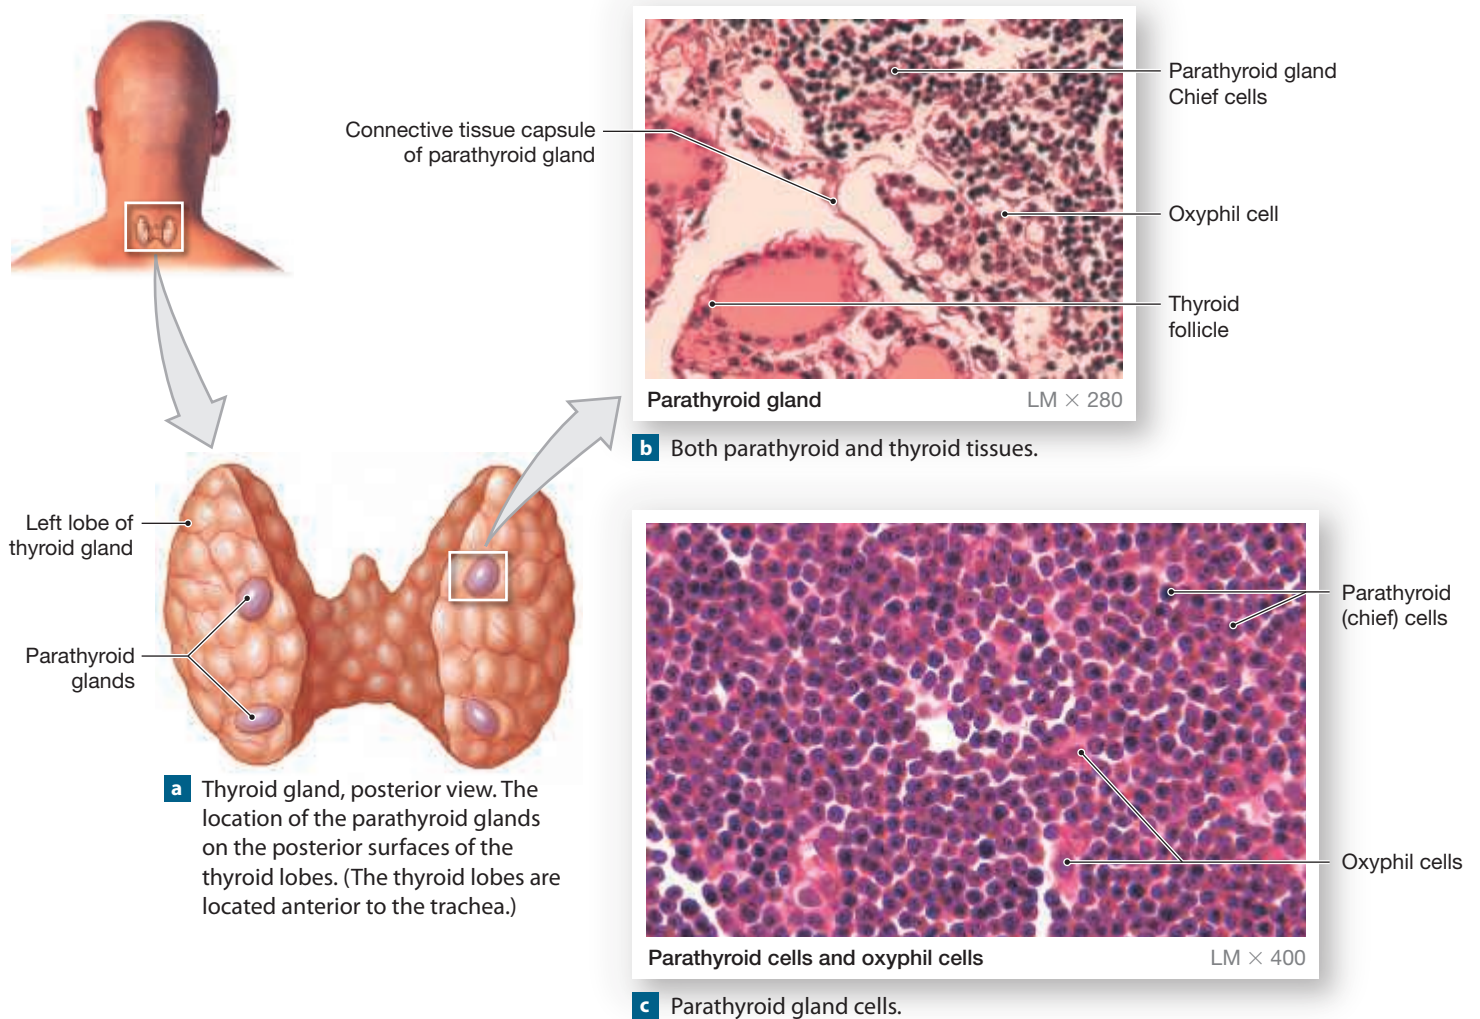 Connective tissue capsule
of parathyroid gland
Parathyroid gland
Chief cells
Oxyphil cell
Thyroid
follicle
Parathyroid gland
LM × 280
b Both parathyroid and thyroid tissues.
Left lobe of
thyroid gland
Parathyroid
glands
a Thyroid gland, posterior view. The
location of the parathyroid glands
on the posterior surfaces of the
thyroid lobes. (The thyroid lobes are
located anterior to the trachea.)
Parathyroid
(chief) cells
Oxyphil cells
Parathyroid cells and oxyphil cells
LM × 400
c Parathyroid gland cells.